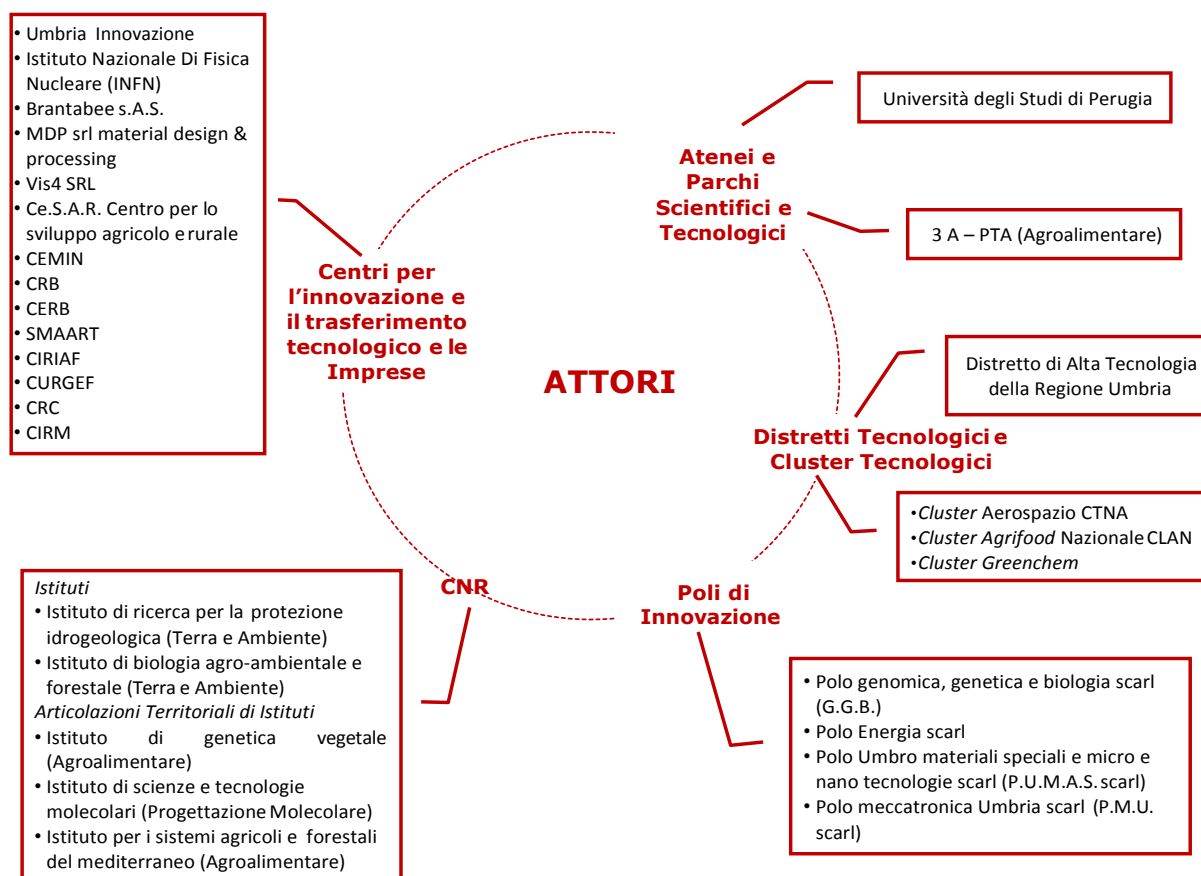 • Umbria Innovazione
• Istituto Nazionale Di Fisica
Nucleare (INFN)
• Brantabee s.A.S.
• MDP srl material design &
processing
• Vis4 SRL
• Ce.S.A.R. Centro per lo
sviluppo agricolo e rurale
• CEMIN
• CRB
• CERB
• SMAART
• CIRIAF
• CURGEF
• CRC
• CIRM
Centri per
l'innovazione e
il trasferimento
tecnologico e le
Imprese
ATTORI
Atenei e
Parchi
Scientifici e
Tecnologici
Università degli Studi di Perugia
3 A – PTA (Agroalimentare)
Distretto di Alta Tecnologia
della Regione Umbria
Distretti Tecnologici e
Cluster Tecnologici
•Cluster Aerospazio CTNA
•Cluster Agrifood Nazionale CLAN
•Cluster Greenchem
Poli di
Innovazione
• Polo genomica, genetica e biologia scarl
(G.G.B.)
• Polo Energia scarl
• Polo Umbro materiali speciali e micro e
nano tecnologie scarl (P.U.M.A.S. scarl)
• Polo meccatronica Umbria scarl (P.M.U.
scarl)
CNR
Istituti
• Istituto di ricerca per la protezione
idrogeologica (Terra e Ambiente)
• Istituto di biologia agro-ambientale e
forestale (Terra e Ambiente)
Articolazioni Territoriali di Istituti
• Istituto di genetica vegetale
(Agroalimentare)
• Istituto di scienze e tecnologie
molecolari (Progettazione Molecolare)
• Istituto per i sistemi agricoli e forestali
del mediterraneo (Agroalimentare)